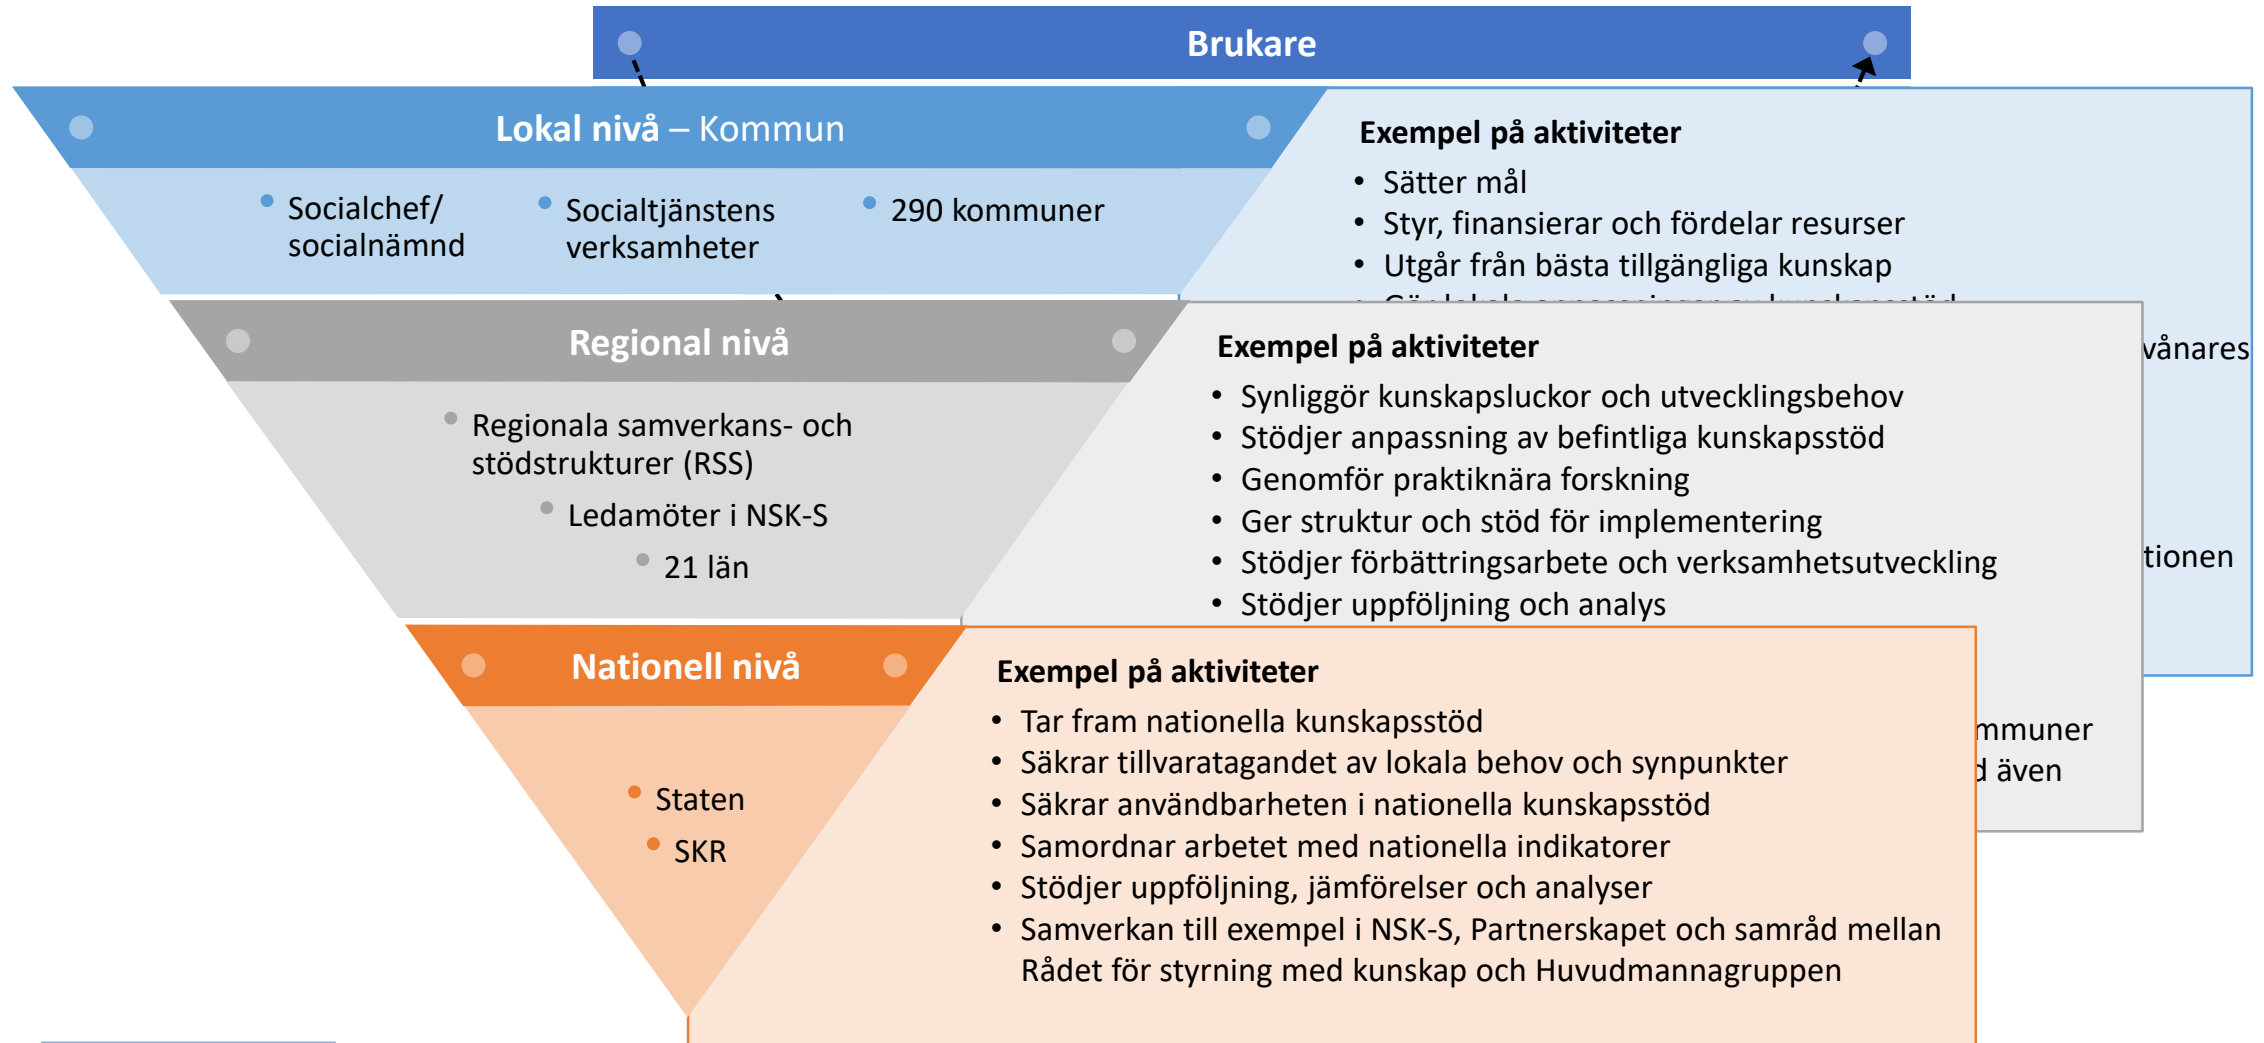 Brukare
Lokal nivå – Kommun
Socialchef/
socialnämnd
Socialtjänstens
verksamheter
290 kommuner
Exempel på aktiviteter
• Sätter mål
• Styr, finansierar och fördelar resurser
• Utgår från bästa tillgängliga kunskap
vånares
tionen
Regional nivå
Regionala samverkans- och
stödstrukturer (RSS)
Ledamöter i NSK-S
21 län
Exempel på aktiviteter
• Synliggör kunskapsluckor och utvecklingsbehov
• Stödjer anpassning av befintliga kunskapsstöd
• Genomför praktiknära forskning
• Ger struktur och stöd för implementering
• Stödjer förbättringsarbete och verksamhetsutveckling
• Stödjer uppföljning och analys
mmuner
d även
Nationell nivå
Staten
SKR
Exempel på aktiviteter
• Tar fram nationella kunskapsstöd
• Säkrar tillvaratagandet av lokala behov och synpunkter
• Säkrar användbarheten i nationella kunskapsstöd
• Samordnar arbetet med nationella indikatorer
• Stödjer uppföljning, jämförelser och analyser
• Samverkan till exempel i NSK-S, Partnerskapet och samråd mellan
Rådet för styrning med kunskap och Huvudmannagruppen